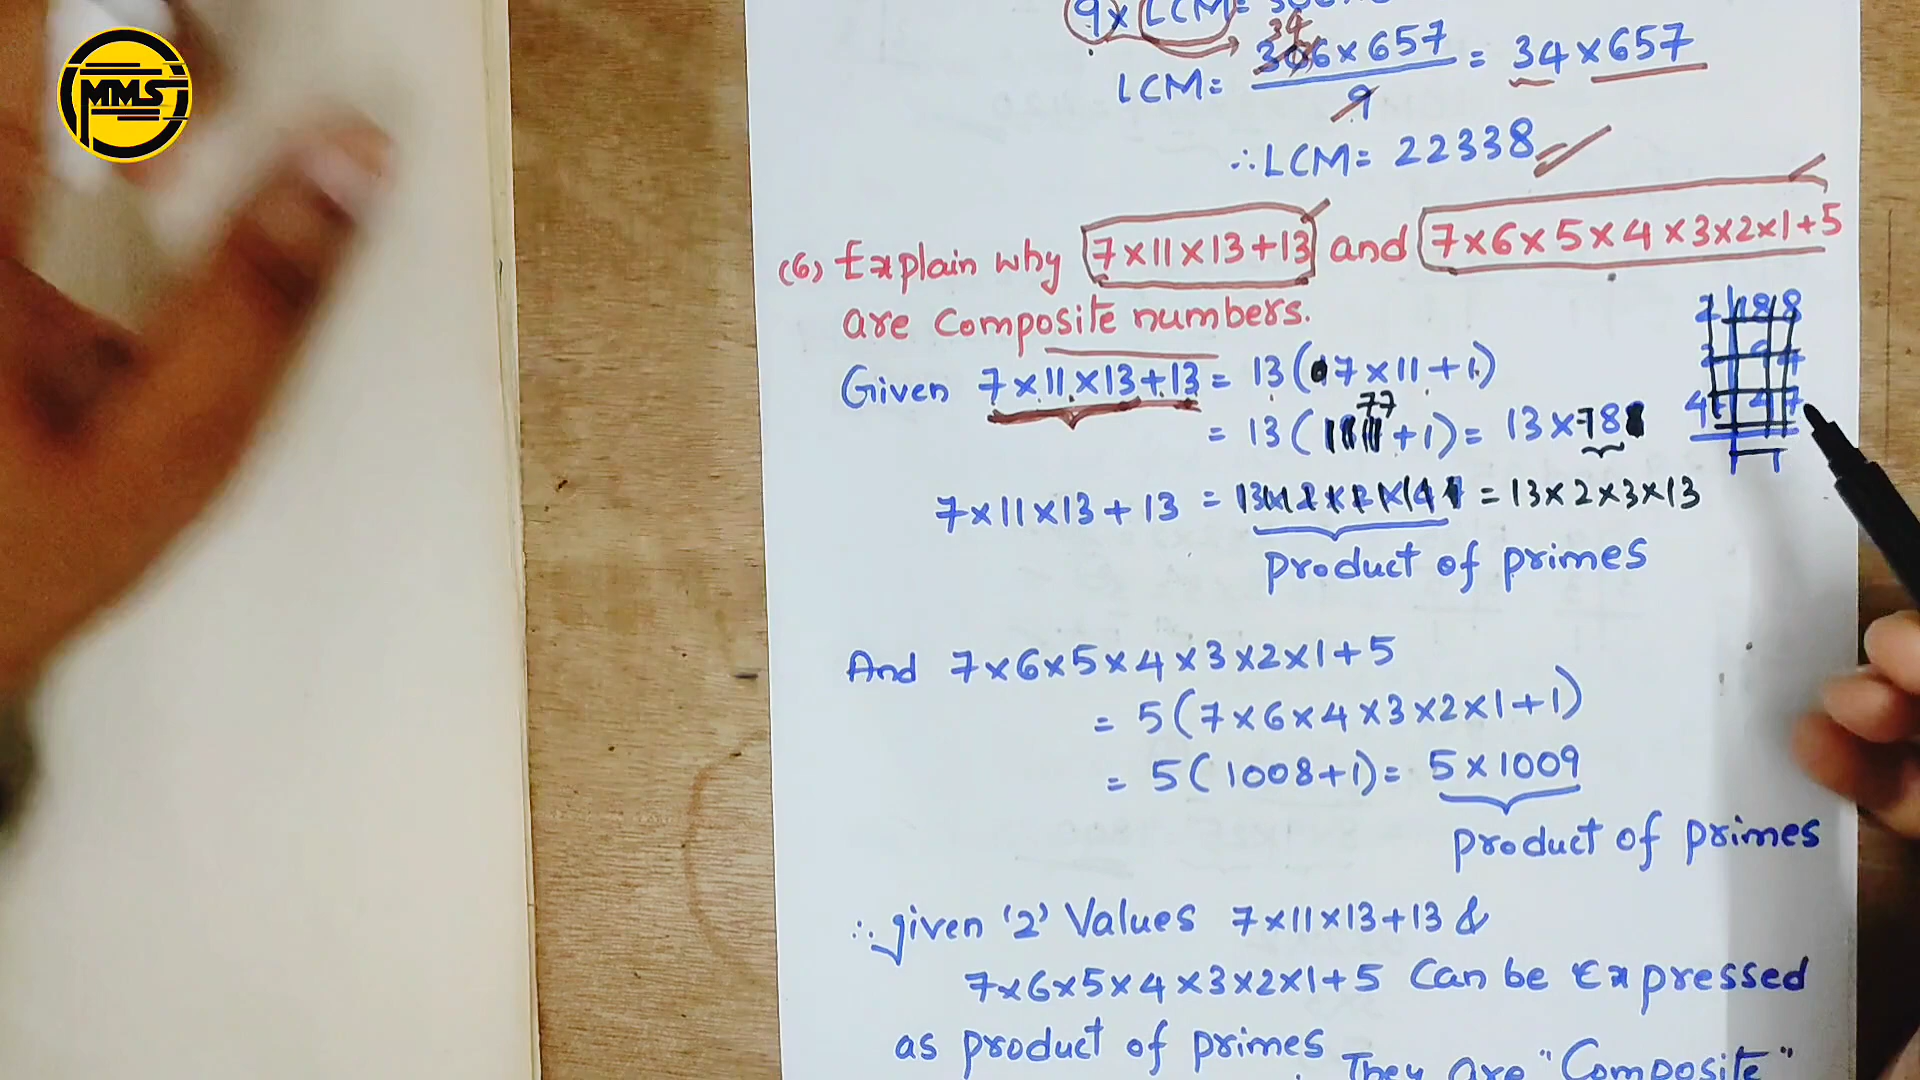 MMS
9 × LCM =
34
LCM = 306×657 / 9 = 34 × 657
∴ LCM = 22338
(6) Explain why 7×11×13+13 and 7×6×5×4×3×2×1+5
are composite numbers.
Given 7×11×13+13 = 13(7×11+1)
77
= 13( +1) = 13×78
7×11×13+13 = = 13×2×3×13
product of primes
And 7×6×5×4×3×2×1+5
= 5(7×6×4×3×2×1+1)
= 5(1008+1) = 5×1009
product of primes
∴ given '2' Values 7×11×13+13 &
7×6×5×4×3×2×1+5 Can be Expressed
as product of primes
They are "Composite"